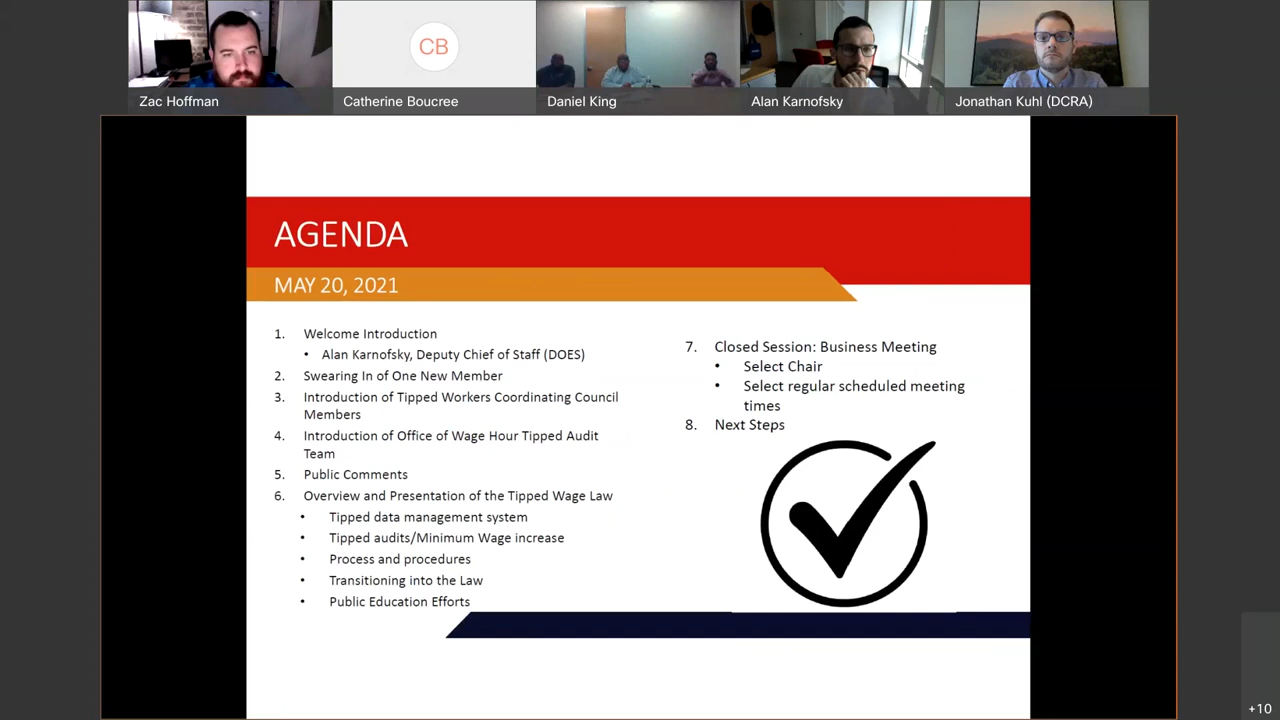 CB
Zac Hoffman
Catherine Boucree
Daniel King
Alan Karnofsky
Jonathan Kuhl (DCRA)
AGENDA
MAY 20, 2021
1. Welcome Introduction
• Alan Karnofsky, Deputy Chief of Staff (DOES)
2. Swearing In of One New Member
3. Introduction of Tipped Workers Coordinating Council
Members
4. Introduction of Office of Wage Hour Tipped Audit
Team
5. Public Comments
6. Overview and Presentation of the Tipped Wage Law
• Tipped data management system
• Tipped audits/Minimum Wage increase
• Process and procedures
• Transitioning into the Law
• Public Education Efforts
7. Closed Session: Business Meeting
• Select Chair
• Select regular scheduled meeting
times
8. Next Steps
+10